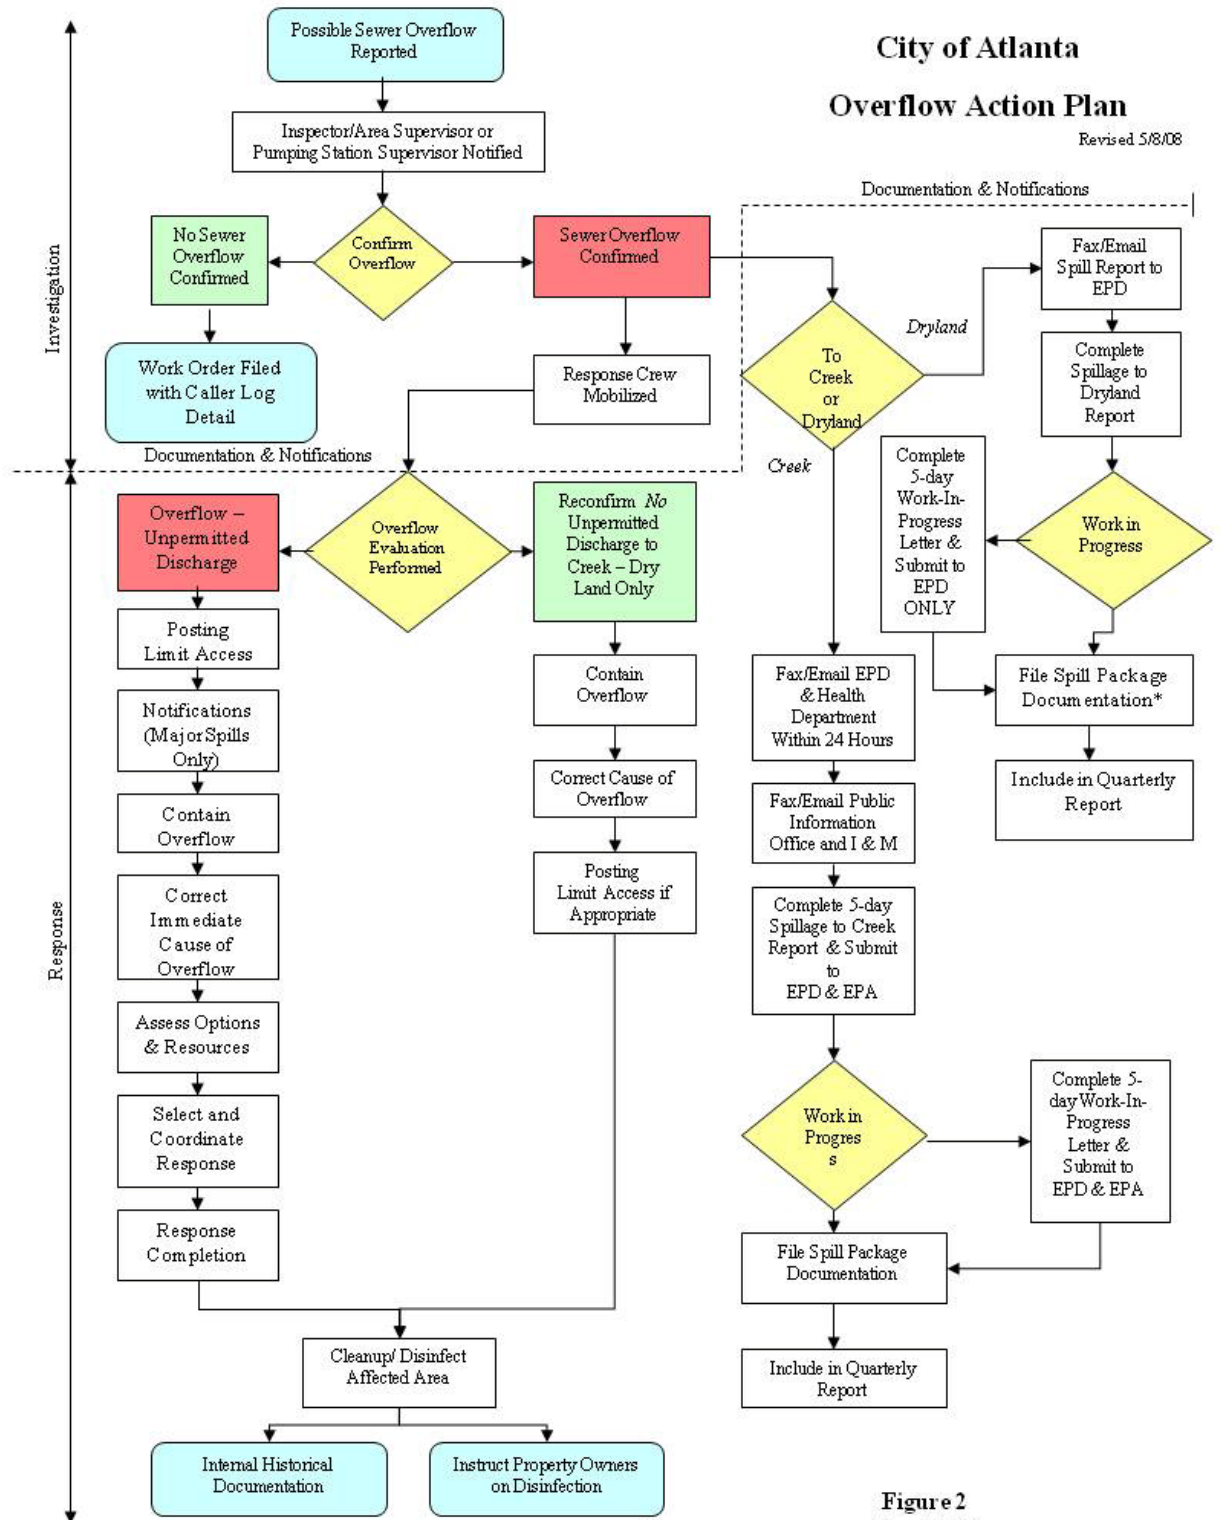 Possible Sewer Overflow
Reported
City of Atlanta
Overflow Action Plan
Revised 5/8/08
Inspector/Area Supervisor or
Pumping Station Supervisor Notified
Documentation & Notifications
Investigation
No Sewer
Overflow
Confirmed
Confirm
Overflow
Sewer Overflow
Confirmed
Work Order Filed
with Caller Log
Detail
Response Crew
Mobilized
Documentation & Notifications
To
Creek
or
Dryland
Dryland
Creek
Fax/Email
Spill Report to
EPD
Complete
Spillage to
Dryland
Report
Work in
Progress
Complete
5-day
Work-In-
Progress
Letter &
Submit to
EPD
ONLY
File Spill Package
Documentation*
Include in Quarterly
Report
Response
Overflow
Evaluation
Performed
Overflow –
Unpermitted
Discharge
Posting
Limit Access
Notifications
(Major Spills
Only)
Contain
Overflow
Correct
Immediate
Cause of
Overflow
Assess Options
& Resources
Select and
Coordinate
Response
Response
Completion
Reconfirm No
Unpermitted
Discharge to
Creek – Dry
Land Only
Contain
Overflow
Correct Cause of
Overflow
Posting
Limit Access if
Appropriate
Cleanup/ Disinfect
Affected Area
Internal Historical
Documentation
Instruct Property Owners
on Disinfection
Fax/Email EPD
& Health
Department
Within 24 Hours
Fax/Email Public
Information
Office and I & M
Complete 5-day
Spillage to Creek
Report & Submit
to
EPD & EPA
Work in
Progres
s
Complete 5-
day Work-In-
Progress
Letter &
Submit to
EPD & EPA
File Spill Package
Documentation
Include in Quarterly
Report
Figure 2